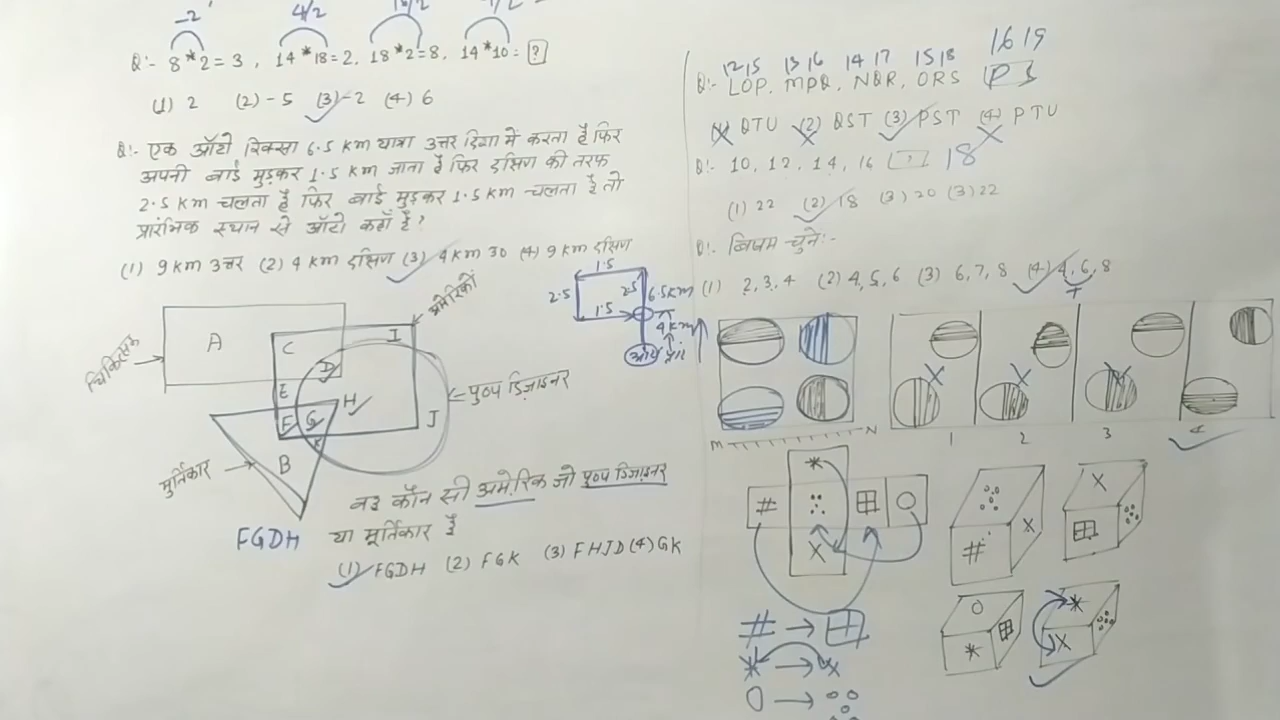 -2
4/2
Q:- 8*2=3, 14*18=2, 18*2=8, 14*10=?
(1) 2 (2) -5 (3) -2 (4) 6
Q:- एक ऑटो रिक्सा 6.5 KM यात्रा उत्तर दिशा में करता है फिर
अपनी बाई मुड़कर 1.5 KM जाता है फिर दक्षिण की तरफ
2.5 KM चलता है फिर बाई मुड़कर 1.5 KM चलता है तो
प्रारंभिक स्थान से ऑटो कहाँ है?
(1) 9 KM उत्तर (2) 4 KM दक्षिण (3) 4 KM उ० (4) 9 KM दक्षिण
1.5
2.5
2.5
6.5 KM
1.5
4 KM
चिकित्सक
A
C
I
अमेरिकी
D
E
H
पुष्प डिज़ाइनर
F
G
J
K
B
मूर्तिकार
वह कौन सी अमेरिक जो पुष्प डिजाइनर
या मूर्तिकार है
FGDH
(1) FGDH (2) FGK (3) FHJD (4) GK
12 15 13 16 14 17 15 18 16 19
Q:- LOP, MPQ, NQR, ORS PS
(1) QTU (2) QST (3) PST (4) PTU
Q:- 10, 12, 14, 16 ? 18
(1) 22 (2) 18 (3) 20 (3) 22
Q:- विषम चुने:-
(1) 2,3,4 (2) 4,5,6 (3) 6,7,8 (4) 4,6,8
M N
1 2 3 4
# ○
X
X
#
X
○
*
*
X
# →
* → X
○ →